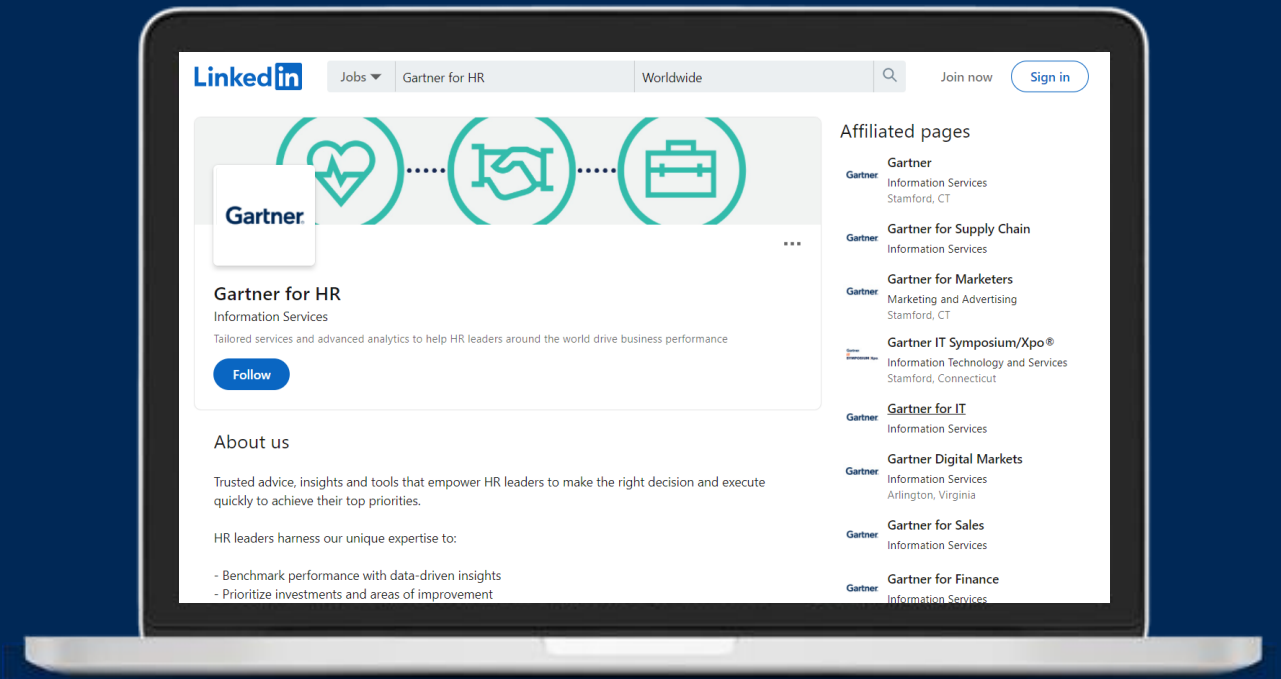 Linkedin
Jobs
Gartner for HR
Worldwide
Join now
Sign in
Gartner
Gartner for HR
Information Services
Tailored services and advanced analytics to help HR leaders around the world drive business performance
Follow
About us
Trusted advice, insights and tools that empower HR leaders to make the right decision and execute
quickly to achieve their top priorities.
HR leaders harness our unique expertise to:
- Benchmark performance with data-driven insights
- Prioritize investments and areas of improvement
Affiliated pages
Gartner
Gartner
Information Services
Stamford, CT
Gartner
Gartner for Supply Chain
Information Services
Gartner
Gartner for Marketers
Marketing and Advertising
Stamford, CT
Gartner IT Symposium/Xpo®
Information Technology and Services
Stamford, Connecticut
Gartner
Gartner for IT
Information Services
Gartner
Gartner Digital Markets
Information Services
Arlington, Virginia
Gartner
Gartner for Sales
Information Services
Gartner
Gartner for Finance
Information Services